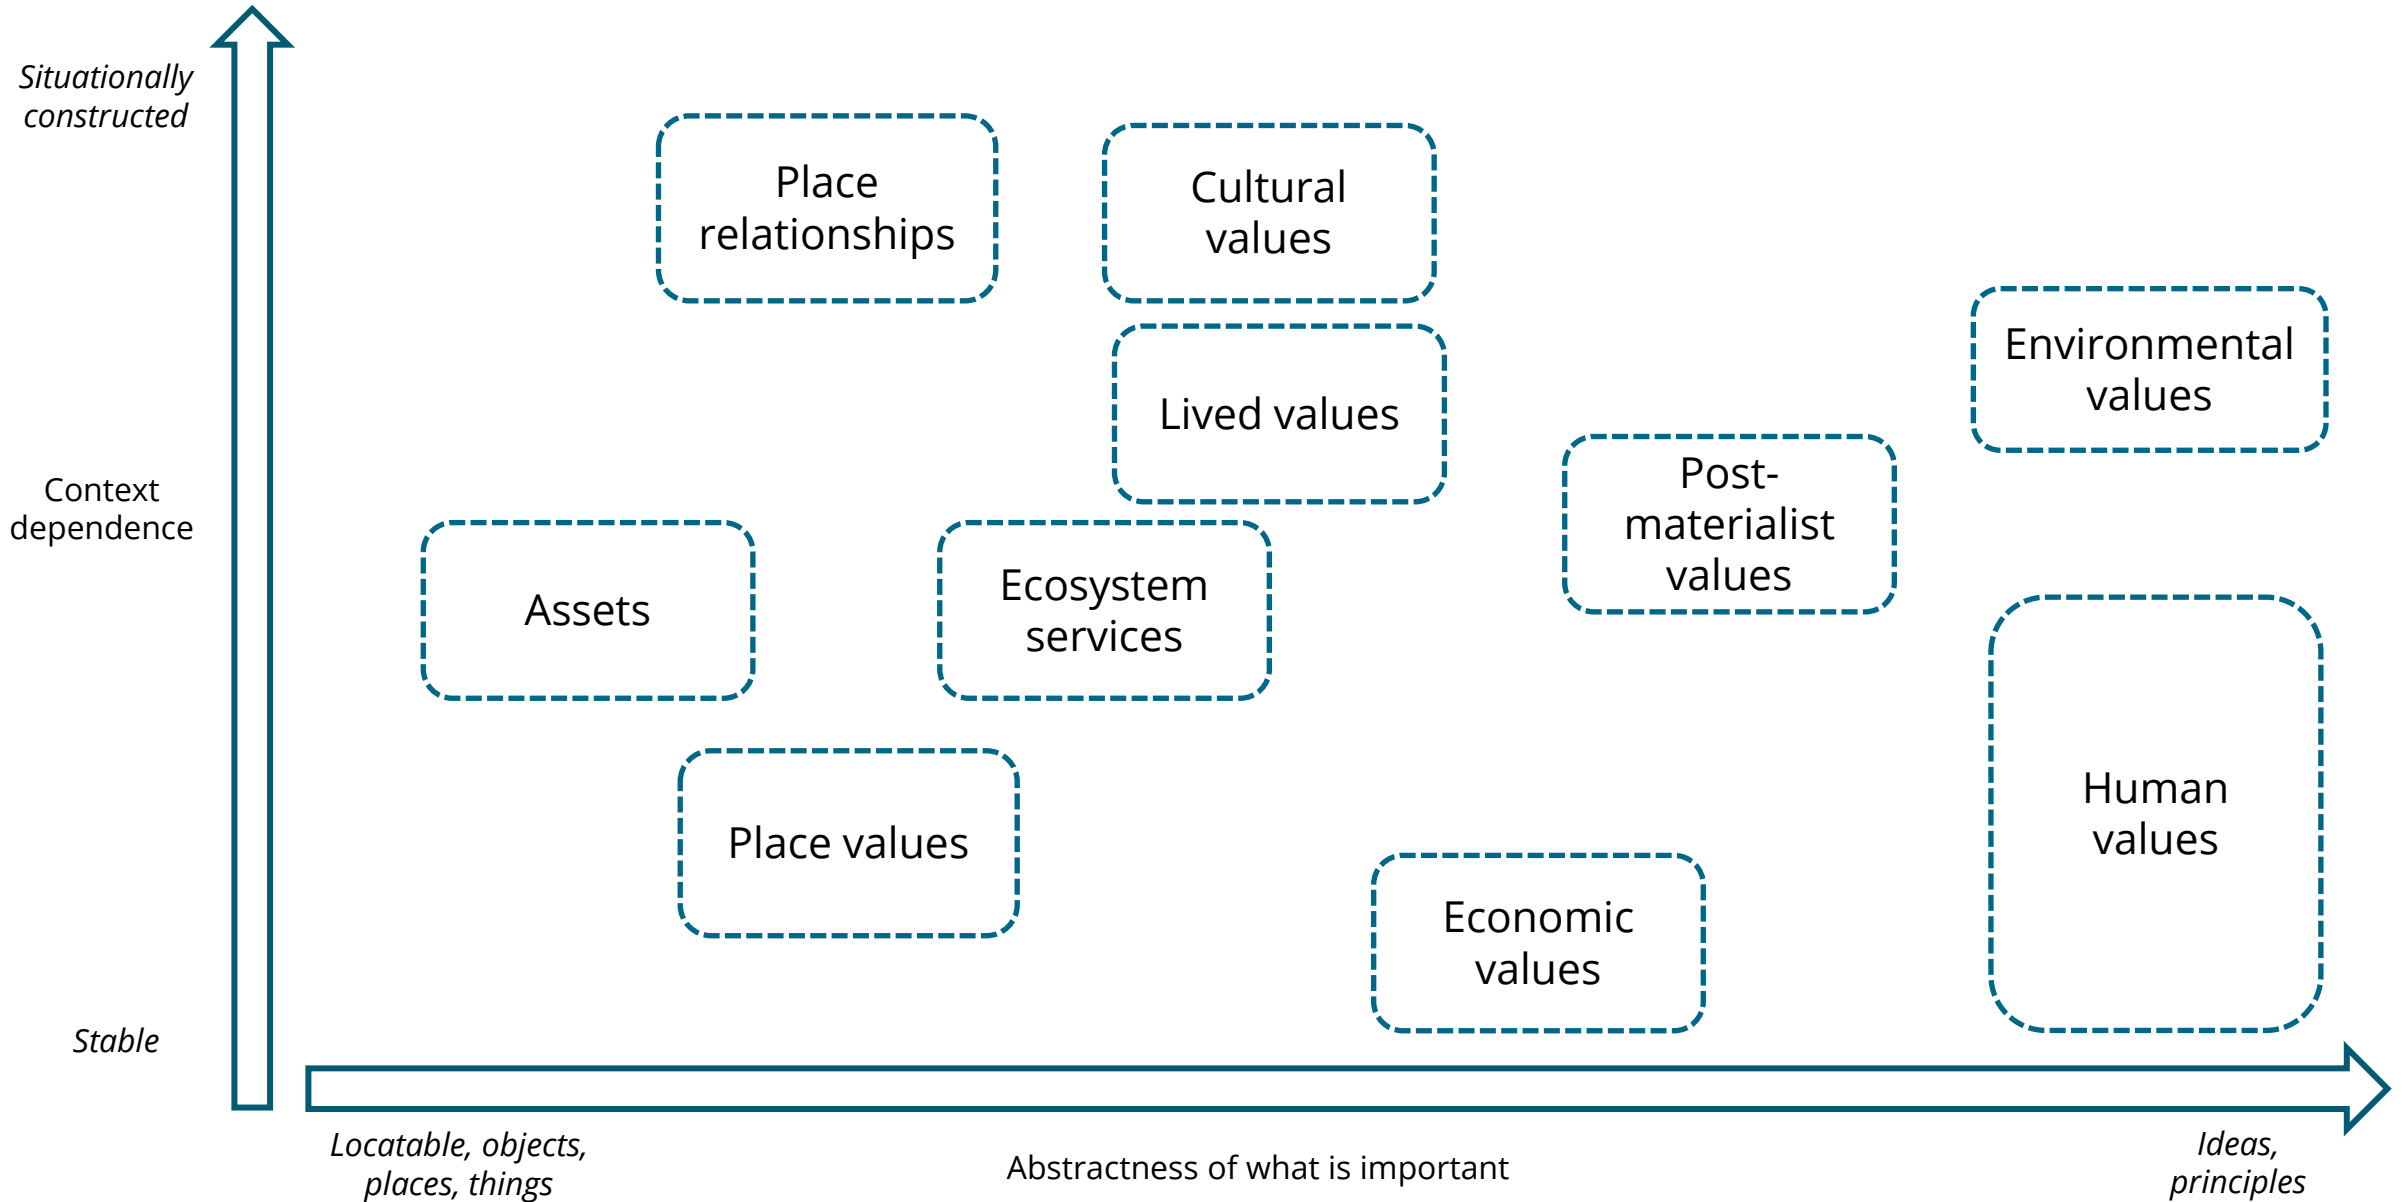 Situationally
constructed
Place
relationships
Cultural
values
Environmental
values
Lived values
Context
dependence
Post-
materialist
values
Assets
Ecosystem
services
Human
values
Place values
Economic
values
Stable
Locatable, objects,
places, things
Abstractness of what is important
Ideas,
principles